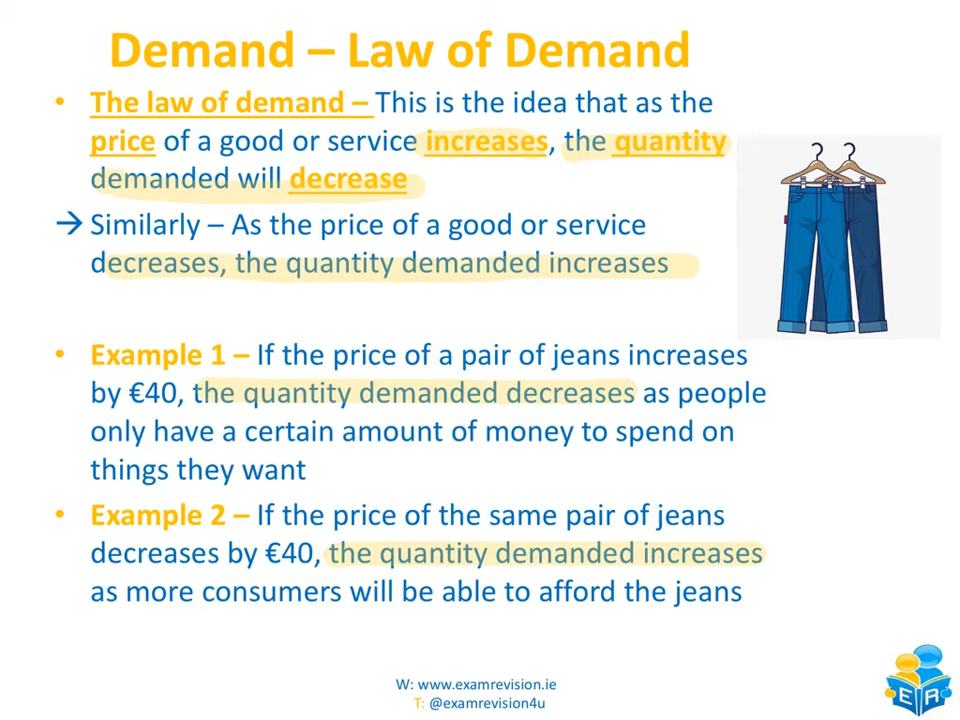 Demand – Law of Demand
• The law of demand – This is the idea that as the
price of a good or service increases, the quantity
demanded will decrease
→ Similarly – As the price of a good or service
decreases, the quantity demanded increases
• Example 1 – If the price of a pair of jeans increases
by €40, the quantity demanded decreases as people
only have a certain amount of money to spend on
things they want
• Example 2 – If the price of the same pair of jeans
decreases by €40, the quantity demanded increases
as more consumers will be able to afford the jeans
W: www.examrevision.ie
T: @examrevision4u
E R